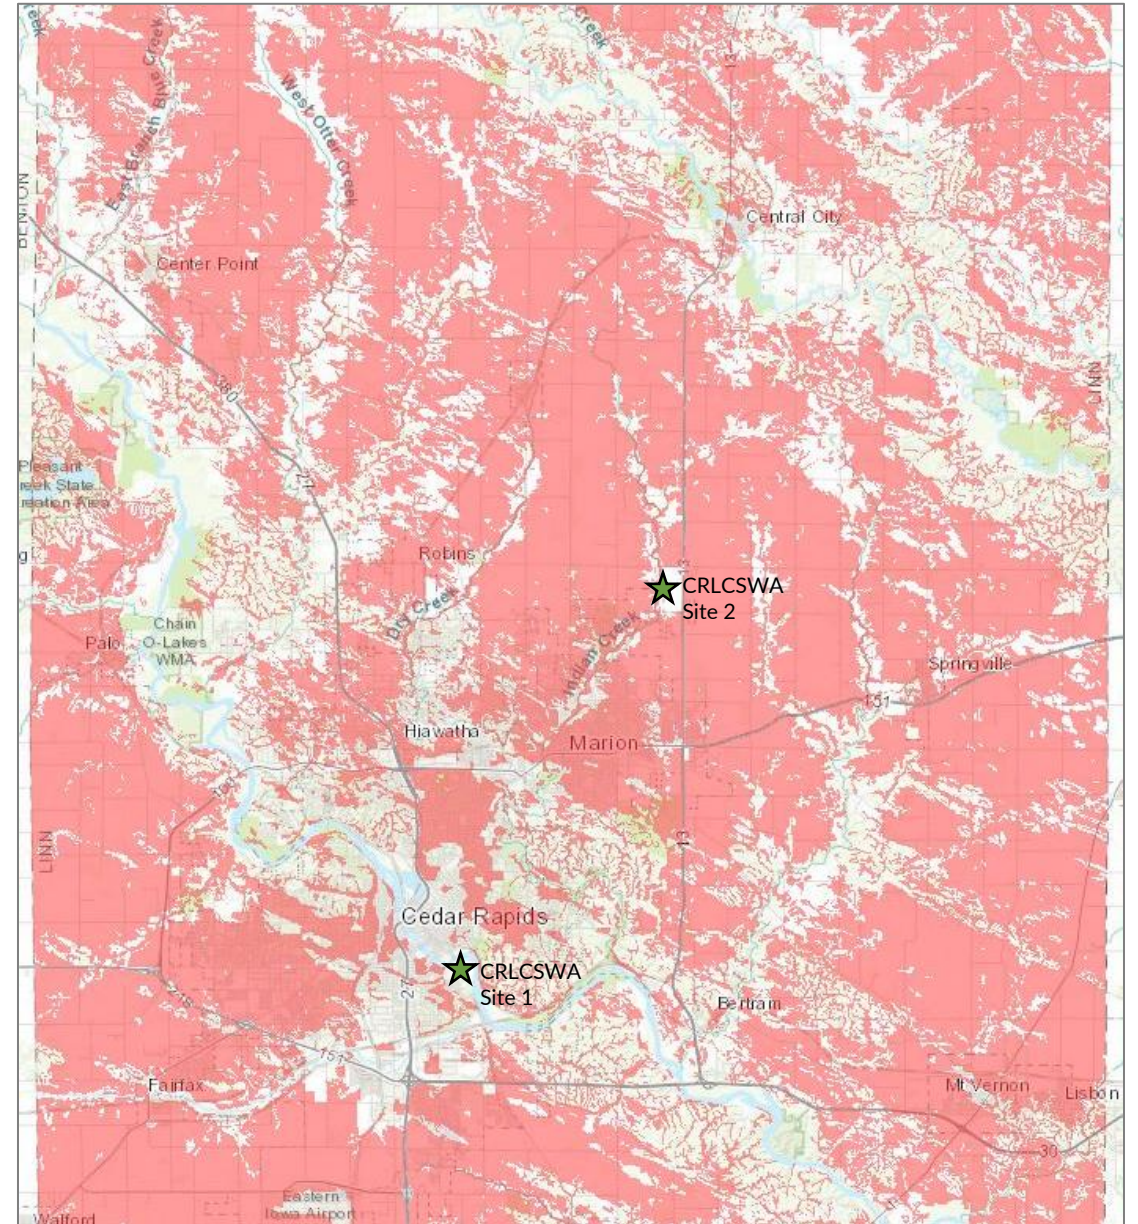 Creek
Creek
East Branch Blue Creek
West Otter Creek
13
BENTON
Central City
Center Point
380
LINN
Pleasant
reek State
reation Area
Robins
g
Dry Creek
CRLCSWA
Site 2
Indian Creek
Chain
O-Lakes
WMA
Palo
Springville
151
Hiawatha
Marion
LINN
13
Cedar Rapids
CRLCSWA
Site 1
27
Bertram
151
Fairfax
Mt Vernon
Lisbon
30
Eastern
Iowa Airport
Walford